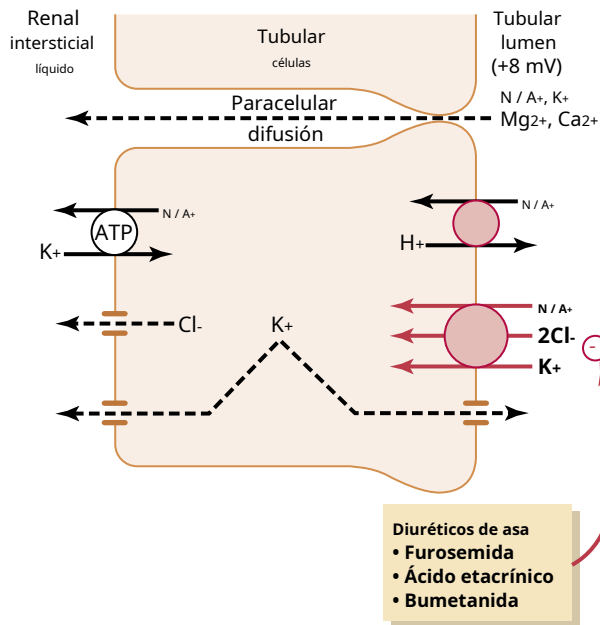 Renal
intersticial
líquido
Tubular
células
Tubular
lumen
(+8 mV)
Paracelular
difusión
N / A+, K+
Mg2+, Ca2+
N / A+
ATP
K+
N / A+
H+
Cl-
K+
N / A+
2Cl-
K+
-
Diuréticos de asa
• Furosemida
• Ácido etacrínico
• Bumetanida